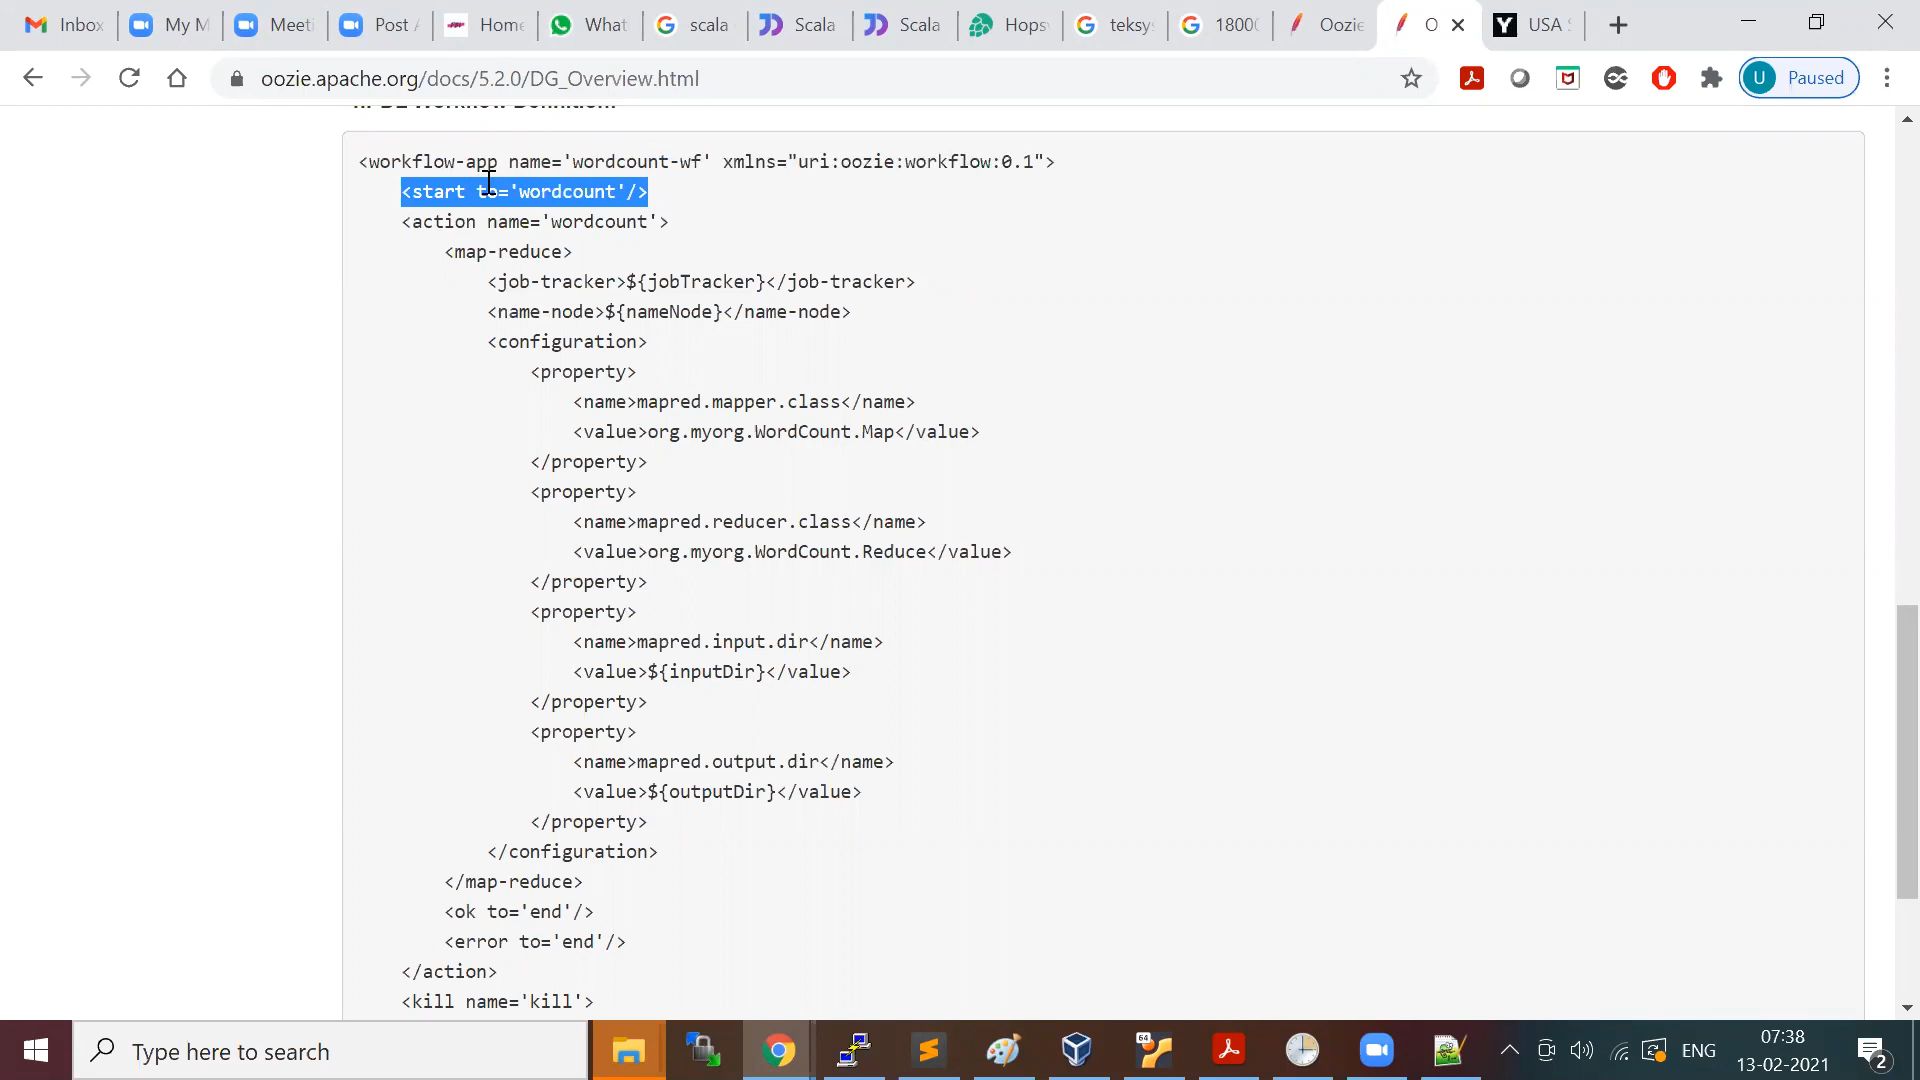 Inbox My M Meeti Post A Home What scala Scala Scala Hops teksy 1800 Oozie O USA
oozie.apache.org/docs/5.2.0/DG_Overview.html
U Paused
<workflow-app name='wordcount-wf' xmlns="uri:oozie:workflow:0.1">
<start to='wordcount'/>
<action name='wordcount'>
<map-reduce>
<job-tracker>${jobTracker}</job-tracker>
<name-node>${nameNode}</name-node>
<configuration>
<property>
<name>mapred.mapper.class</name>
<value>org.myorg.WordCount.Map</value>
</property>
<property>
<name>mapred.reducer.class</name>
<value>org.myorg.WordCount.Reduce</value>
</property>
<property>
<name>mapred.input.dir</name>
<value>${inputDir}</value>
</property>
<property>
<name>mapred.output.dir</name>
<value>${outputDir}</value>
</property>
</configuration>
</map-reduce>
<ok to='end'/>
<error to='end'/>
</action>
<kill name='kill'>
Type here to search
64
ENG
07:38
13-02-2021
2